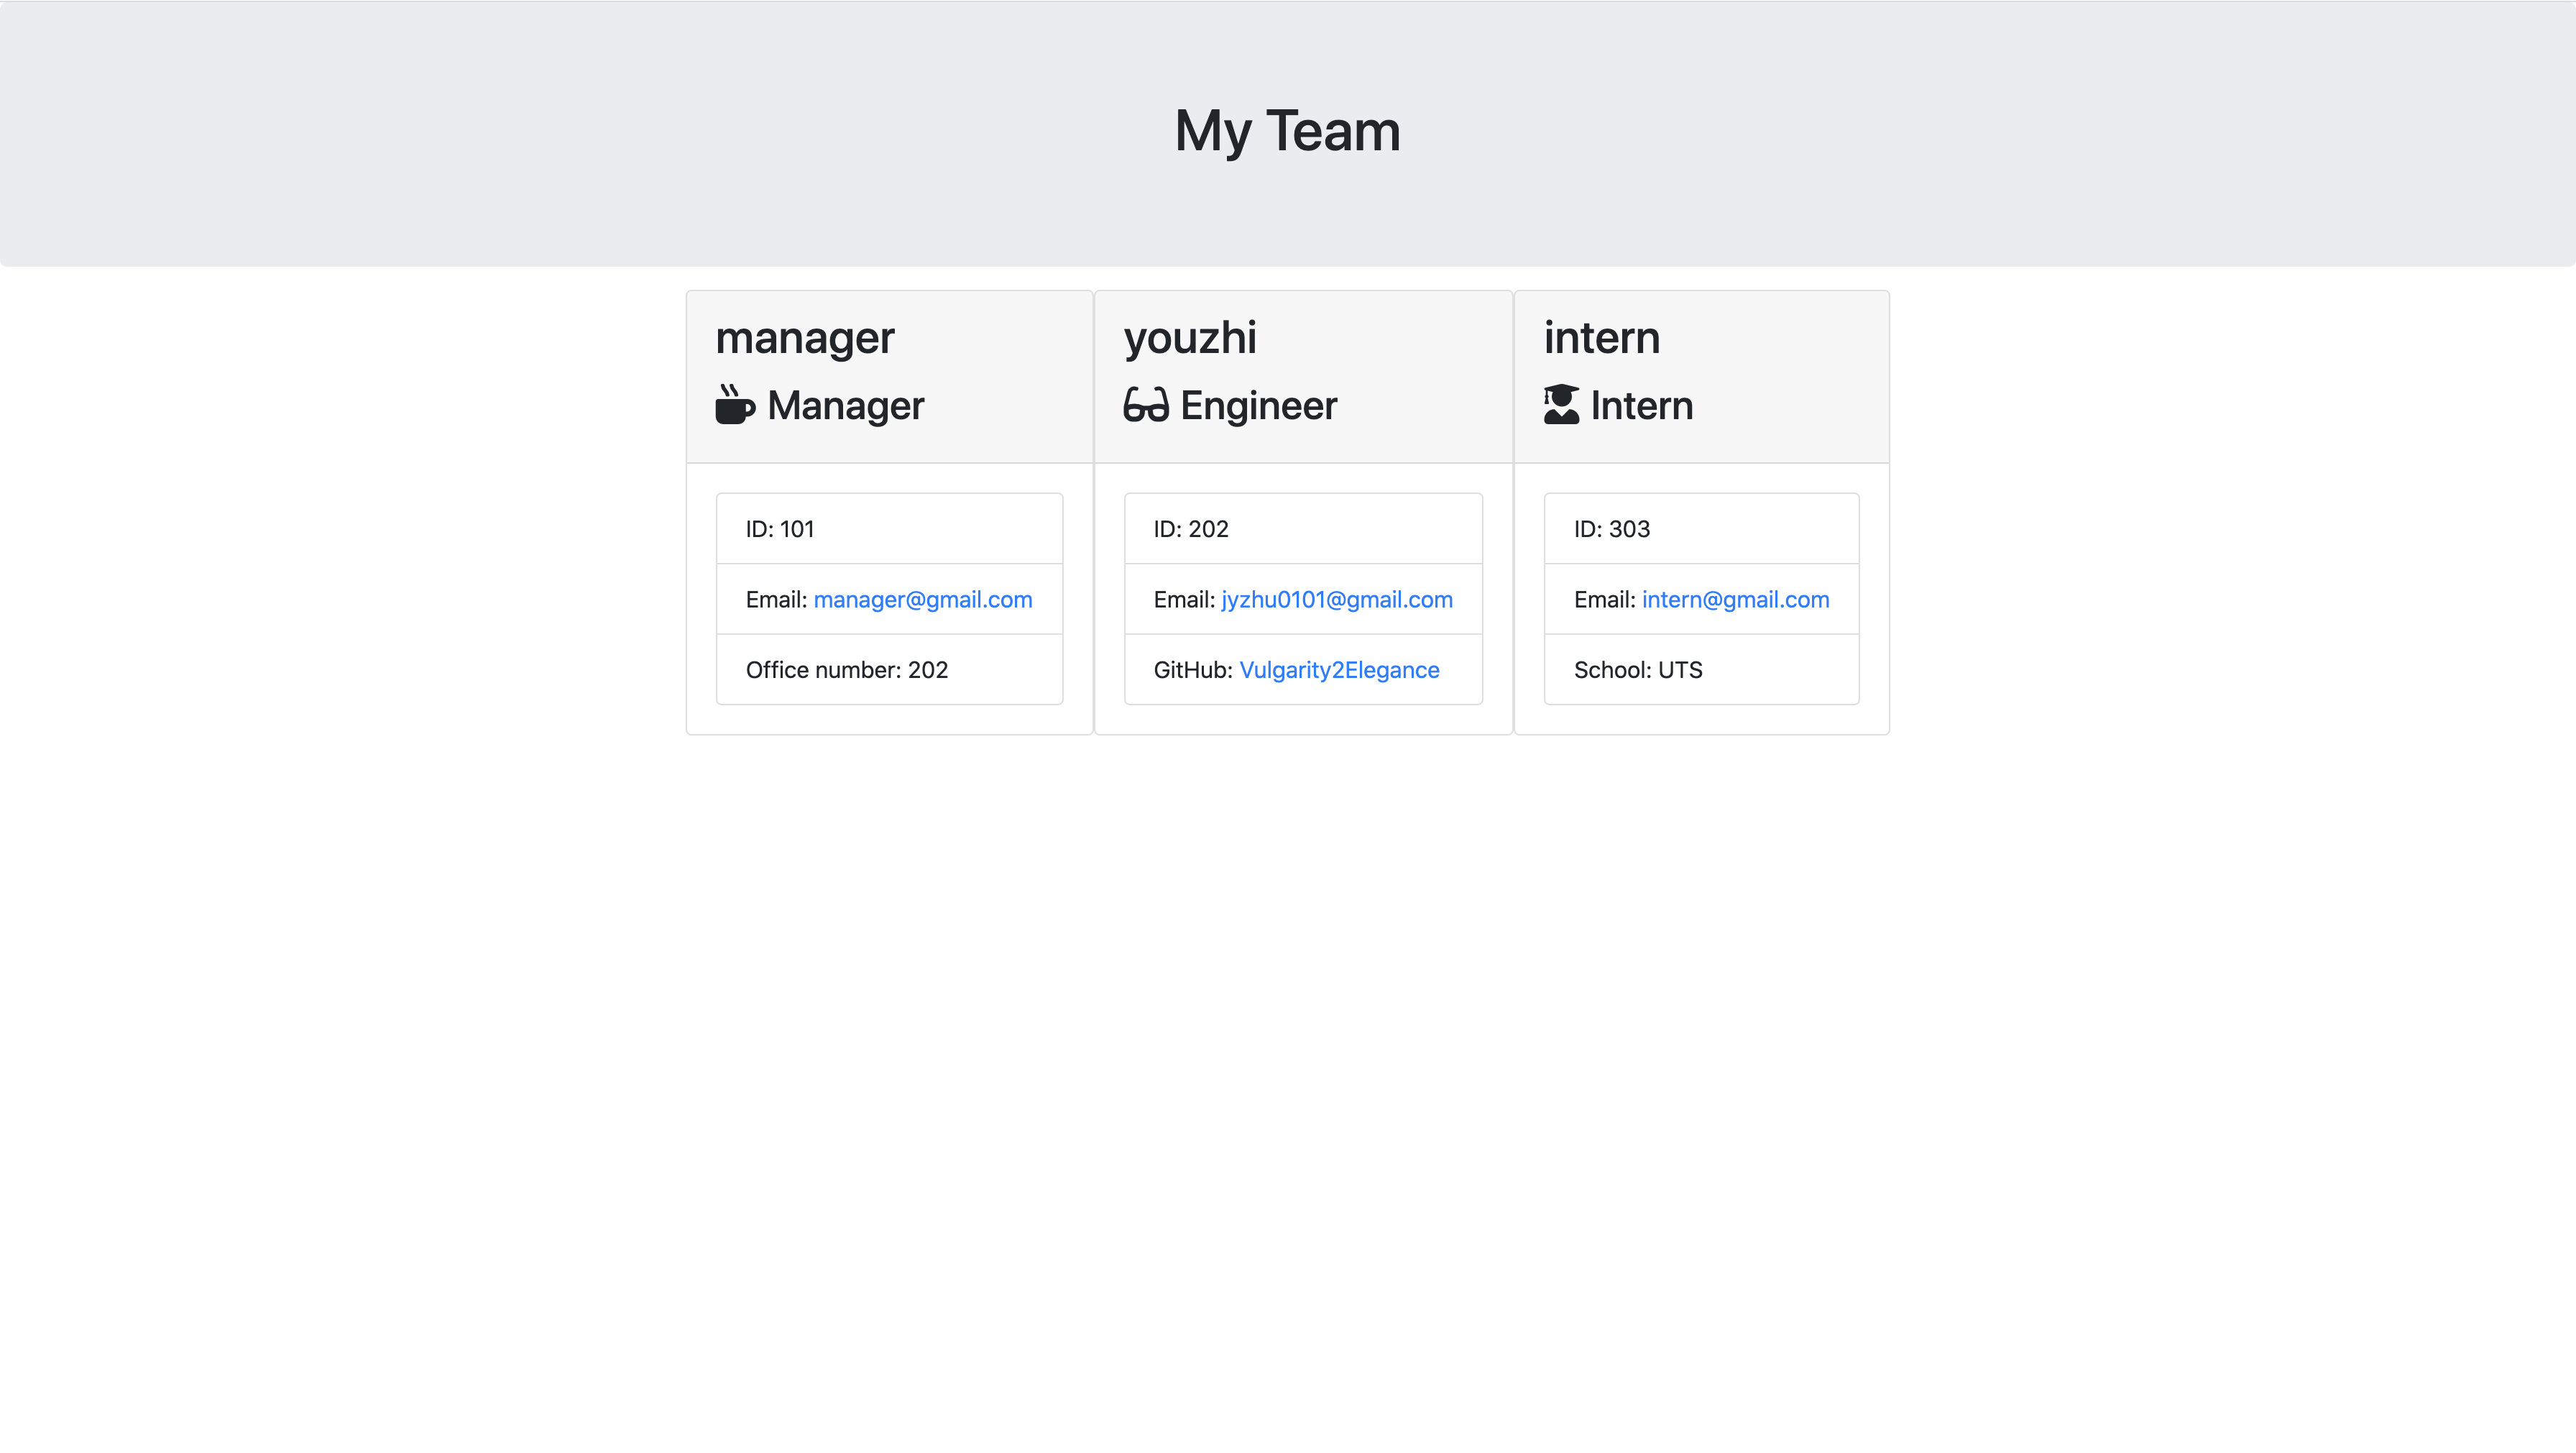 My Team
manager
Manager
ID: 101
Email: manager@gmail.com
Office number: 202
youzhi
Engineer
ID: 202
Email: jyzhu0101@gmail.com
GitHub: Vulgarity2Elegance
intern
Intern
ID: 303
Email: intern@gmail.com
School: UTS